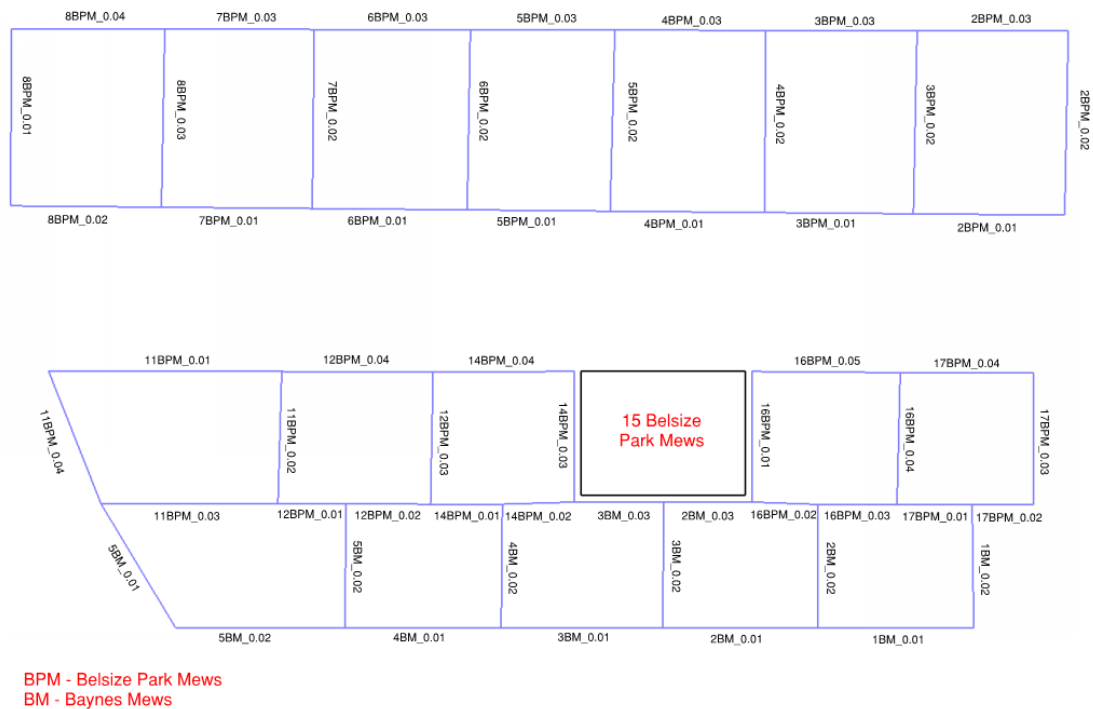 8BPM_0.04
7BPM_0.03
6BPM_0.03
5BPM_0.03
4BPM_0.03
3BPM_0.03
2BPM_0.03
8BPM_0.01
8BPM_0.03
7BPM_0.02
6BPM_0.02
5BPM_0.02
4BPM_0.02
3BPM_0.02
2BPM_0.02
8BPM_0.02
7BPM_0.01
6BPM_0.01
5BPM_0.01
4BPM_0.01
3BPM_0.01
2BPM_0.01
11BPM_0.01
12BPM_0.04
14BPM_0.04
16BPM_0.05
17BPM_0.04
11BPM_0.04
11BPM_0.02
12BPM_0.03
14BPM_0.03
15 Belsize
Park Mews
16BPM_0.01
16BPM_0.04
17BPM_0.03
11BPM_0.03
12BPM_0.01
12BPM_0.02
14BPM_0.01
14BPM_0.02
3BM_0.03
2BM_0.03
16BPM_0.02
16BPM_0.03
17BPM_0.01
17BPM_0.02
5BM_0.01
5BM_0.02
4BM_0.02
3BM_0.02
2BM_0.02
1BM_0.02
5BM_0.02
4BM_0.01
3BM_0.01
2BM_0.01
1BM_0.01
BPM - Belsize Park Mews
BM - Baynes Mews